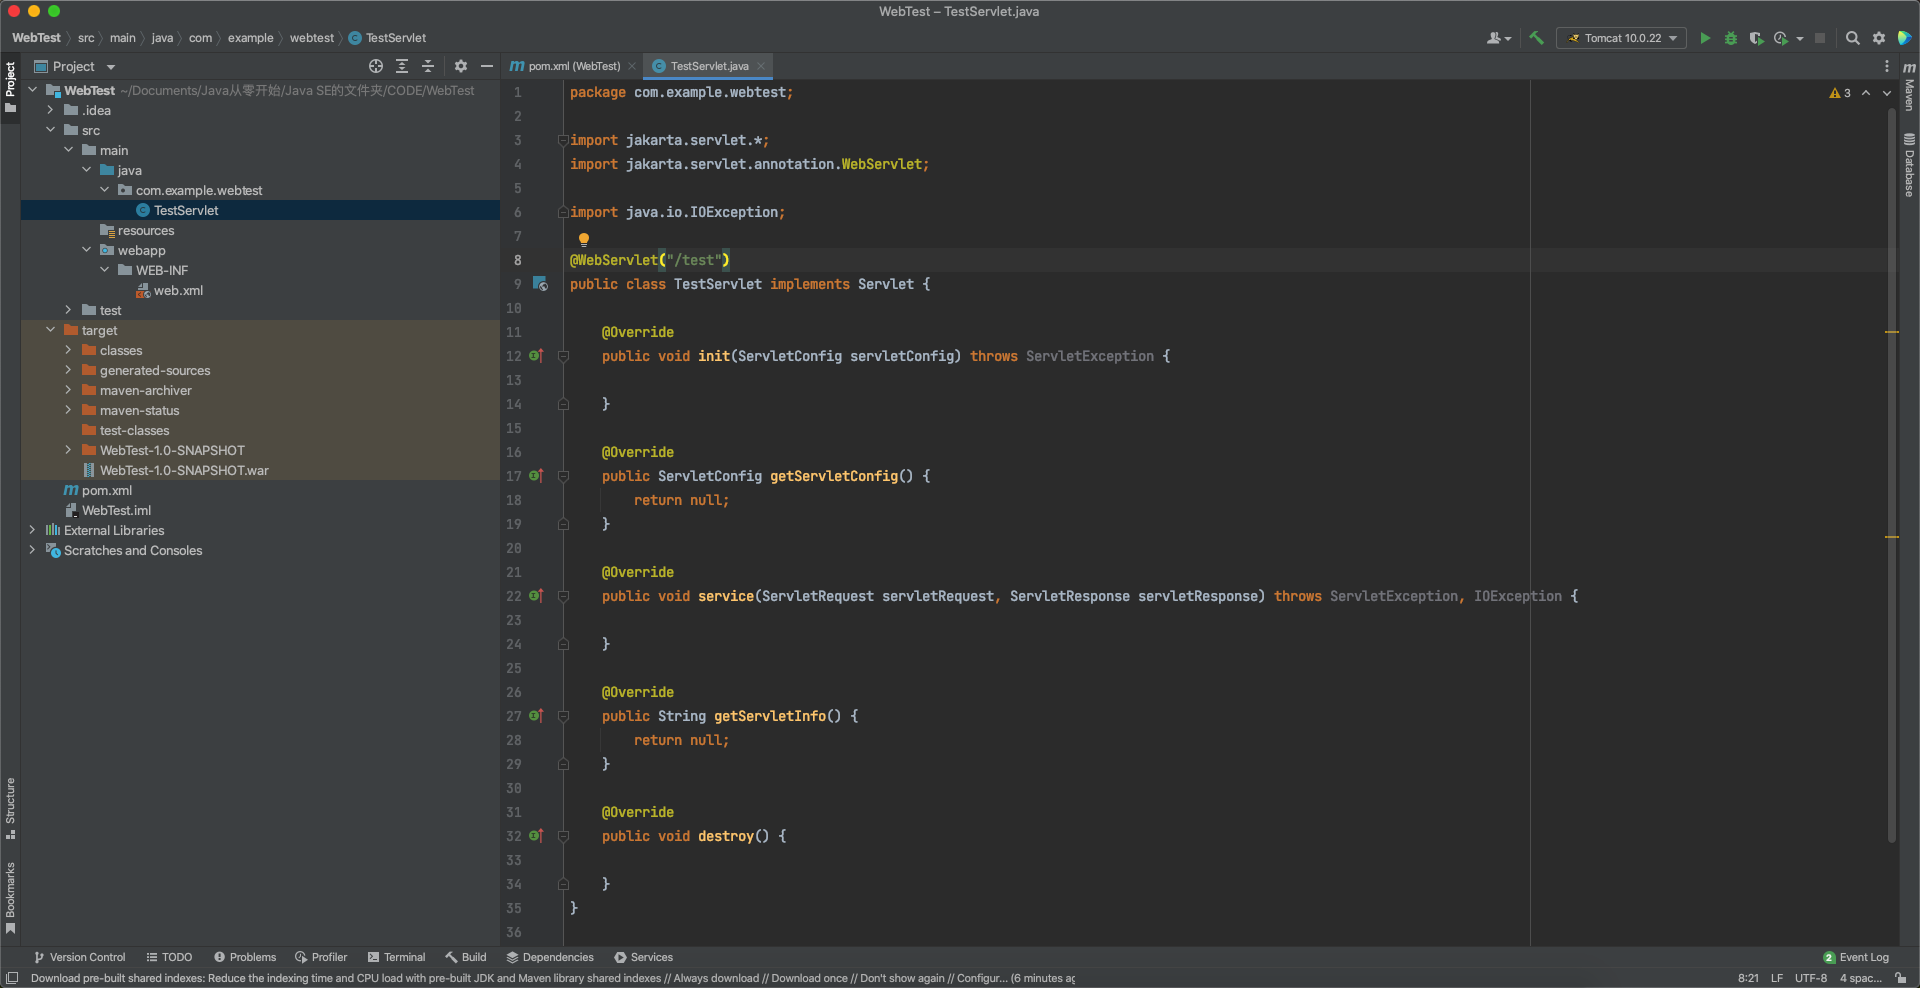 WebTest – TestServlet.java
WebTest src main java com example webtest TestServlet
Tomcat 10.0.22
Project
Project
pom.xml (WebTest)
TestServlet.java
Maven
Database
Structure
Bookmarks
WebTest ~/Documents/Java从零开始/Java SE的文件夹/CODE/WebTest
.idea
src
main
java
com.example.webtest
TestServlet
resources
webapp
WEB-INF
web.xml
test
target
classes
generated-sources
maven-archiver
maven-status
test-classes
WebTest-1.0-SNAPSHOT
WebTest-1.0-SNAPSHOT.war
pom.xml
WebTest.iml
External Libraries
Scratches and Consoles
3
1 package com.example.webtest;
2
3 import jakarta.servlet.*;
4 import jakarta.servlet.annotation.WebServlet;
5
6 import java.io.IOException;
7
8 @WebServlet("/test")
9 public class TestServlet implements Servlet {
10
11 @Override
12 public void init(ServletConfig servletConfig) throws ServletException {
13
14 }
15
16 @Override
17 public ServletConfig getServletConfig() {
18 return null;
19 }
20
21 @Override
22 public void service(ServletRequest servletRequest, ServletResponse servletResponse) throws ServletException, IOException {
23
24 }
25
26 @Override
27 public String getServletInfo() {
28 return null;
29 }
30
31 @Override
32 public void destroy() {
33
34 }
35 }
36
Version Control TODO Problems Profiler Terminal Build Dependencies Services
2 Event Log
Download pre-built shared indexes: Reduce the indexing time and CPU load with pre-built JDK and Maven library shared indexes // Always download // Download once // Don't show again // Configur... (6 minutes ag
8:21 LF UTF-8 4 spac...